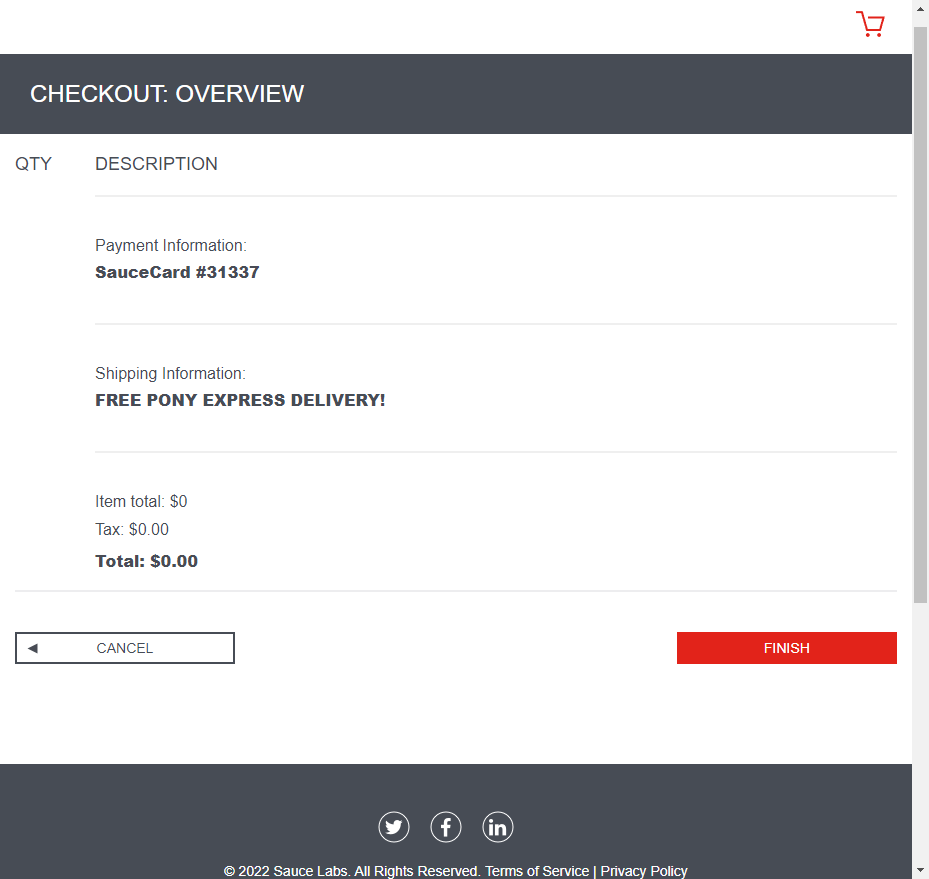 CHECKOUT: OVERVIEW
QTY DESCRIPTION
Payment Information:
SauceCard #31337
Shipping Information:
FREE PONY EXPRESS DELIVERY!
Item total: $0
Tax: $0.00
Total: $0.00
CANCEL FINISH
© 2022 Sauce Labs. All Rights Reserved. Terms of Service | Privacy Policy